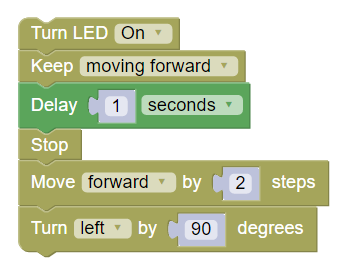 Turn LED On
Keep moving forward
Delay 1 seconds
Stop
Move forward by 2 steps
Turn left by 90 degrees